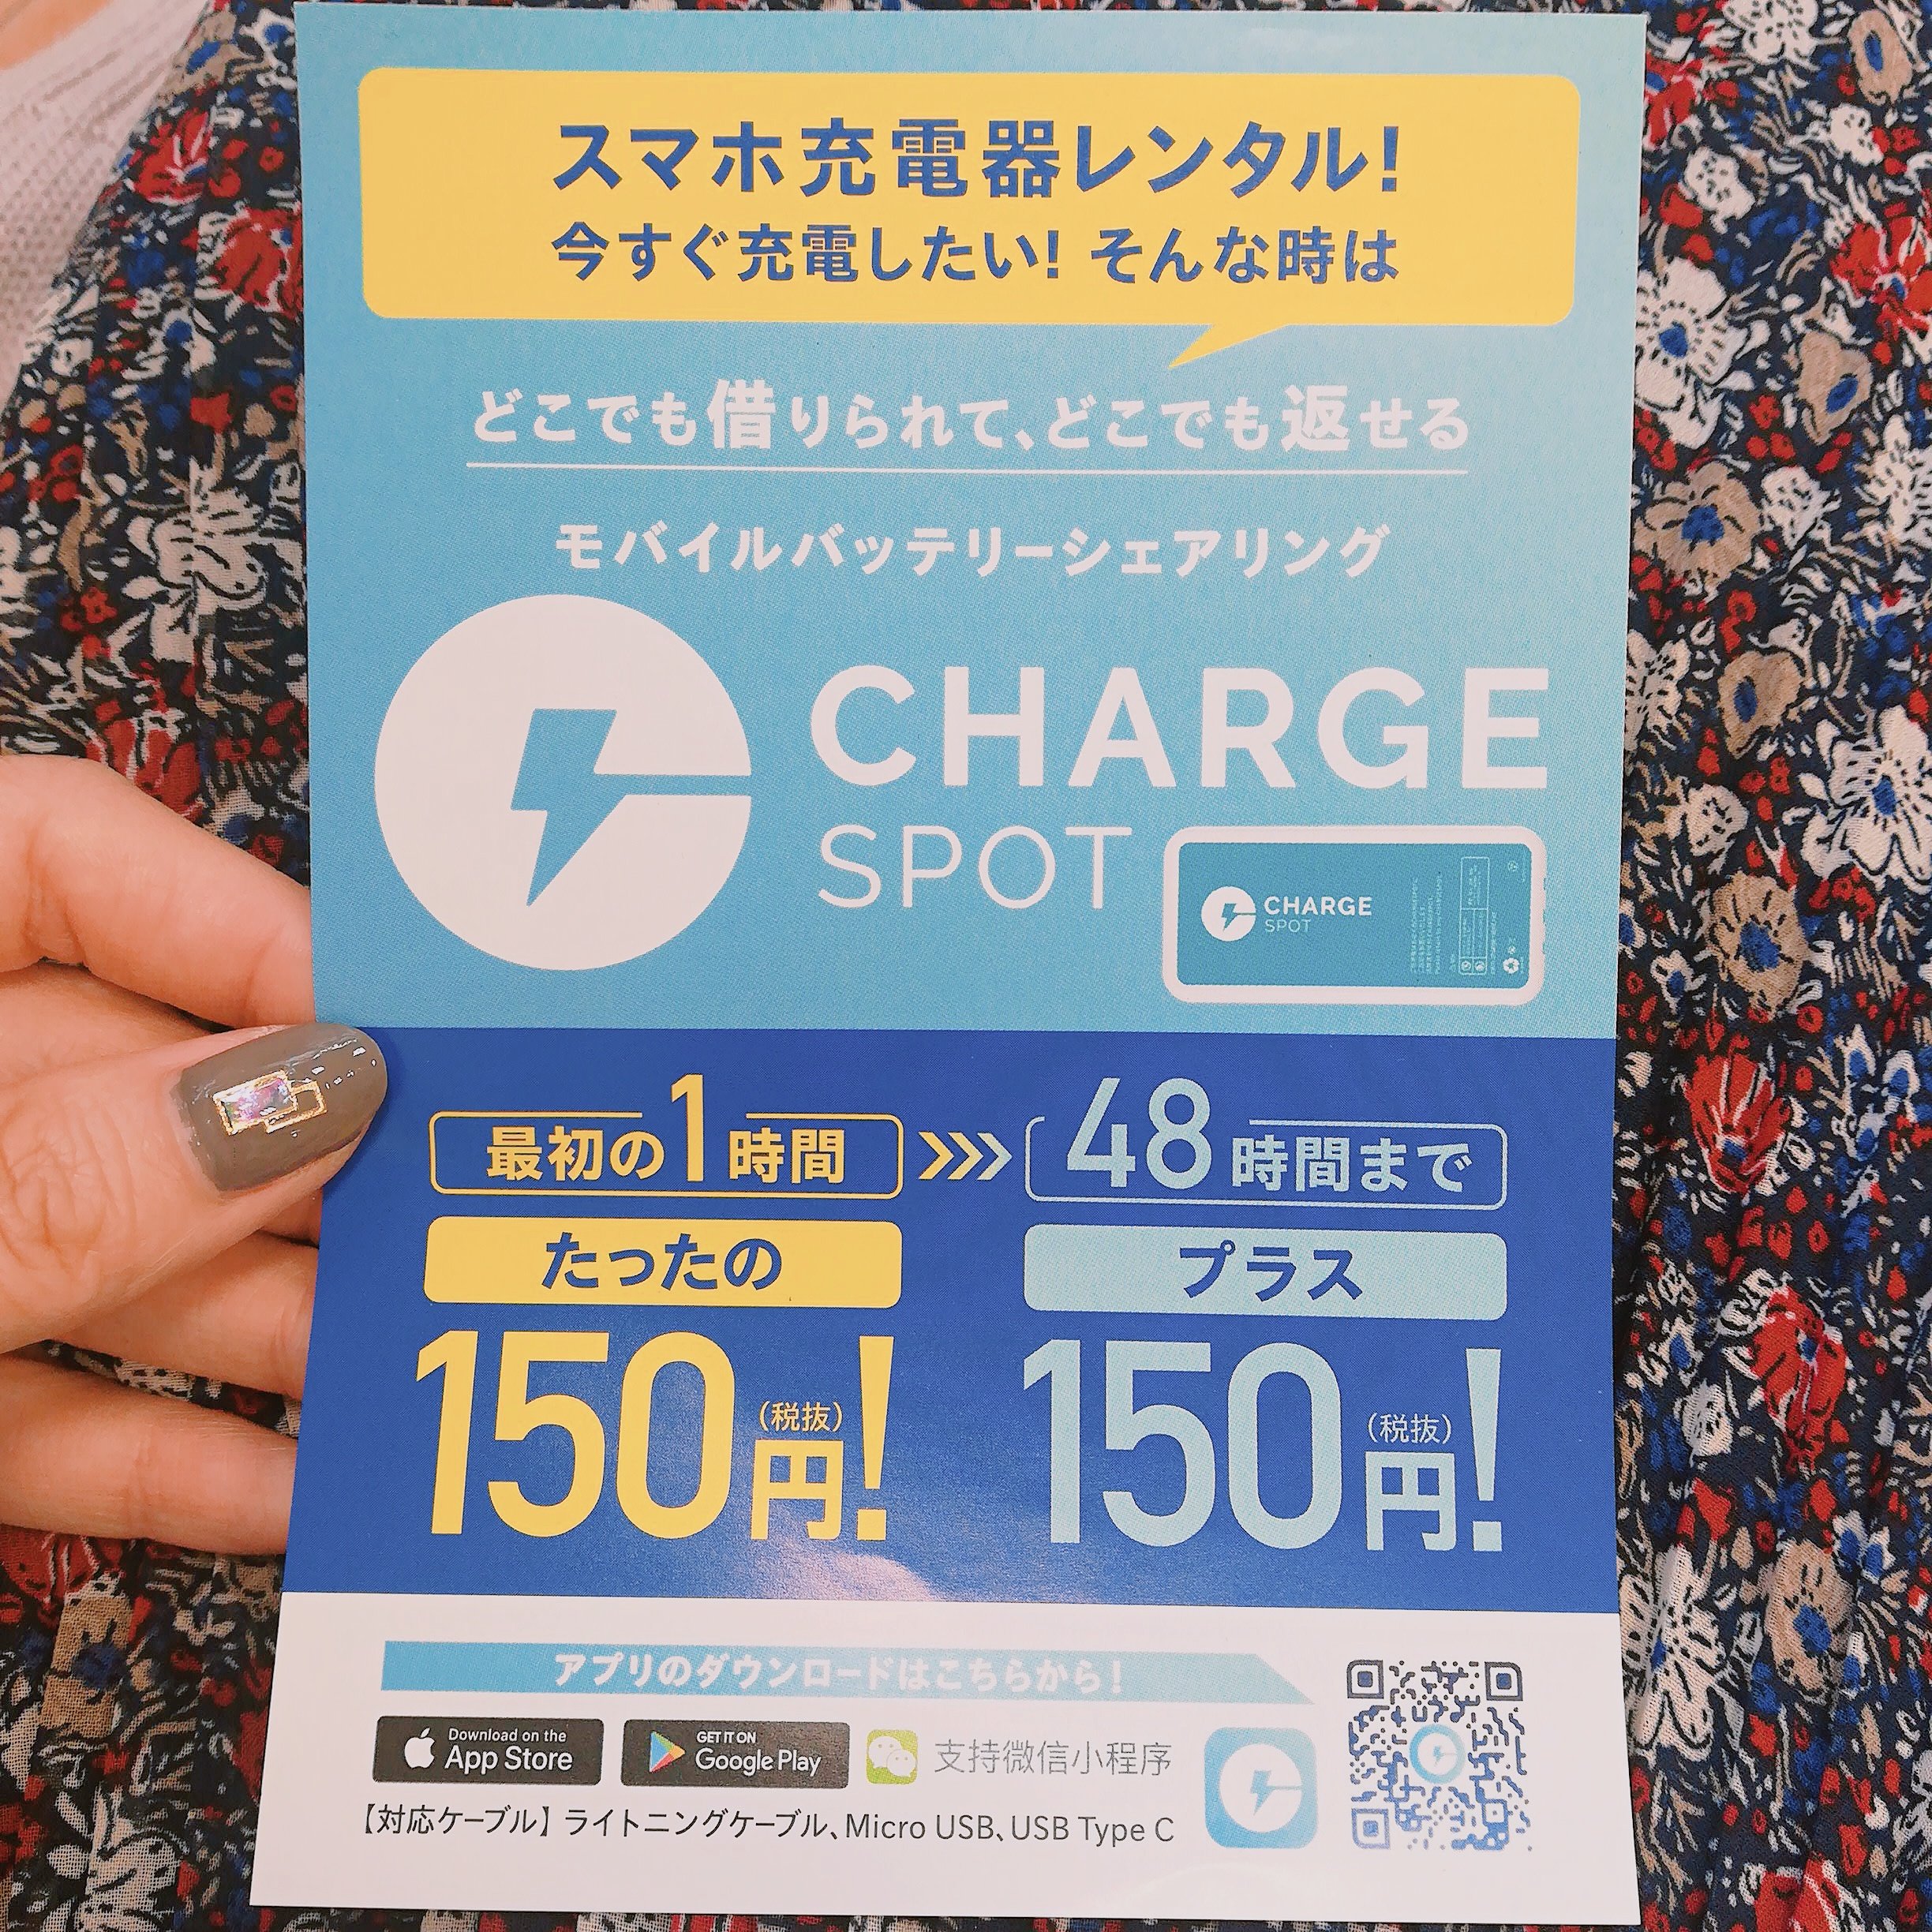 スマホ充電器レンタル!
今すぐ充電したい! そんな時は
どこでも借りられて、どこでも返せる
モバイルバッテリーシェアリング
CHARGE
SPOT
CHARGE
SPOT
最初の1時間
48時間まで
たったの
プラス
150円(税抜)!
150円(税抜)!
アプリのダウンロードはこちらから!
Download on the
App Store
GET IT ON
Google Play
支持微信小程序
【対応ケーブル】ライトニングケーブル、Micro USB、USB Type C